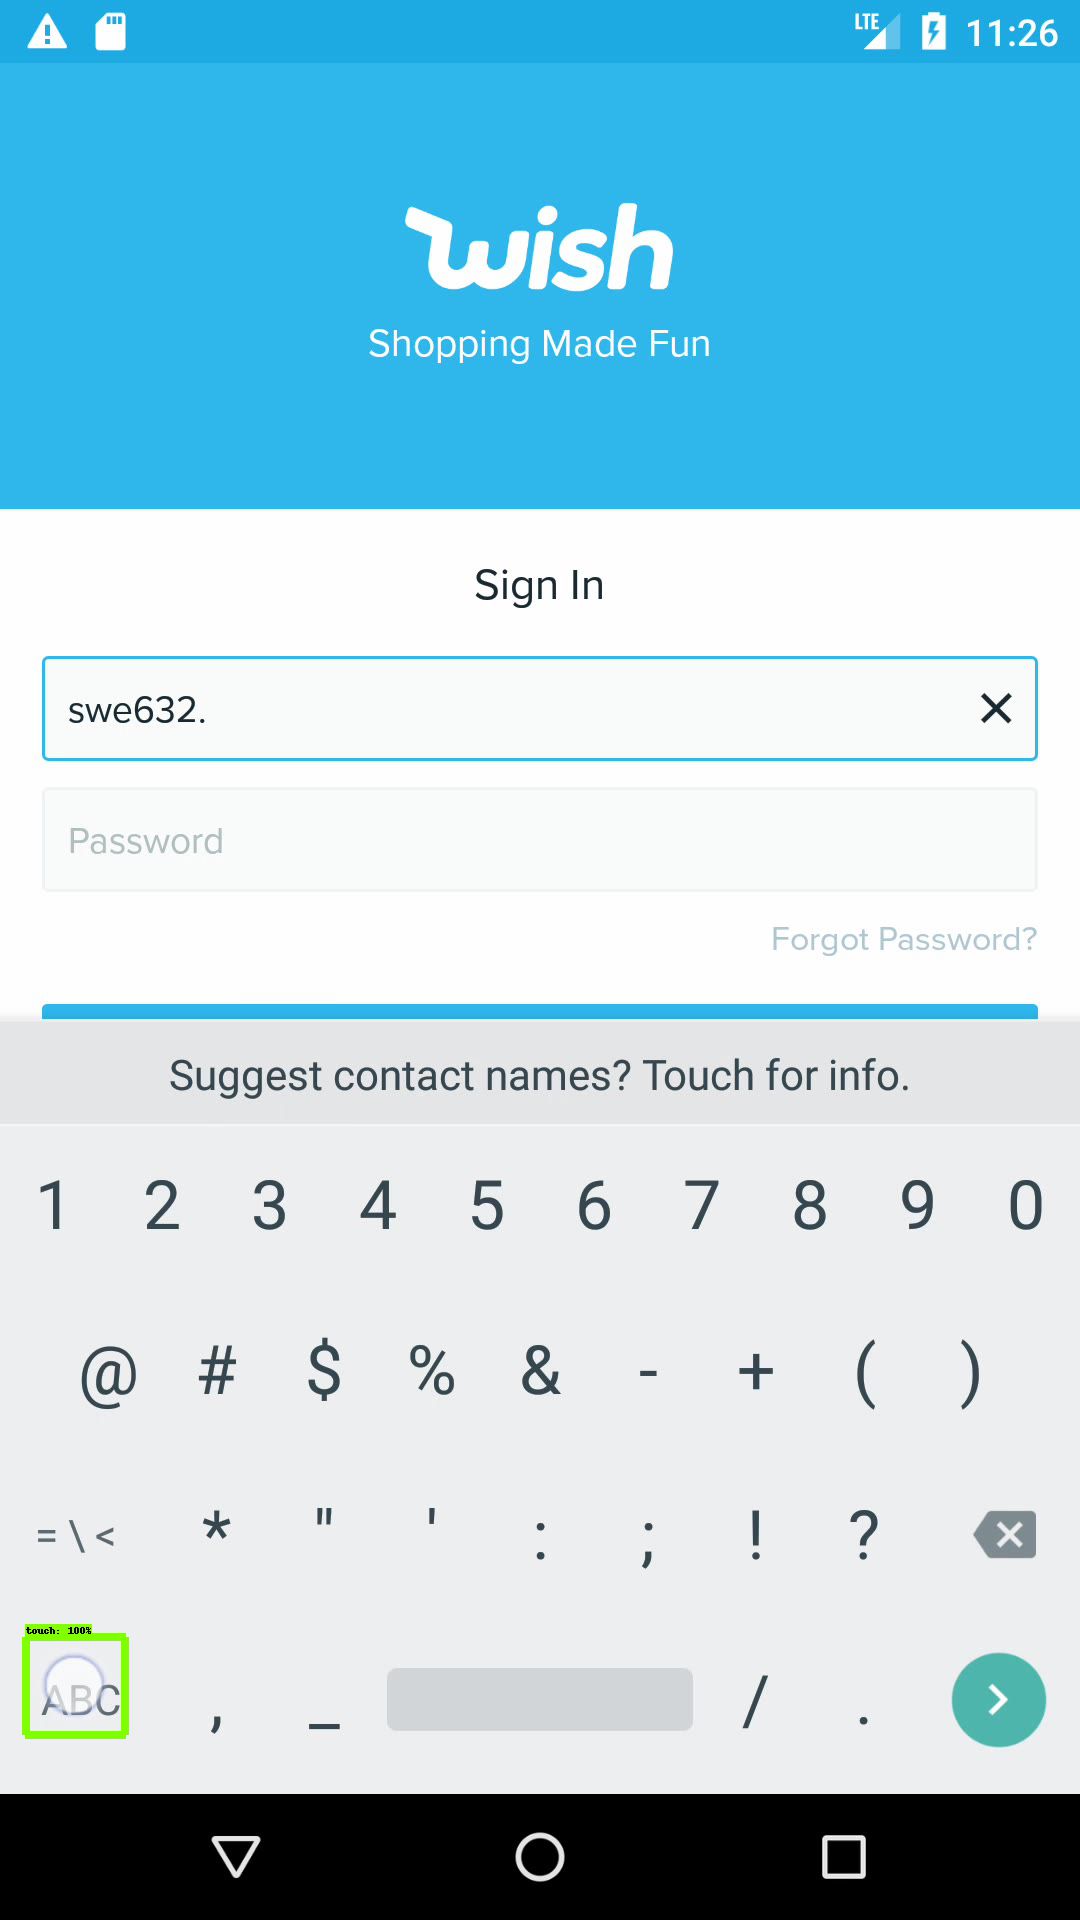 LTE 11:26
wish
Shopping Made Fun
Sign In
swe632.
Password
Forgot Password?
Suggest contact names? Touch for info.
1 2 3 4 5 6 7 8 9 0
@ # $ % & - + ( )
= \ < * " ' : ; ! ?
touch: 100%
ABC , _ / .